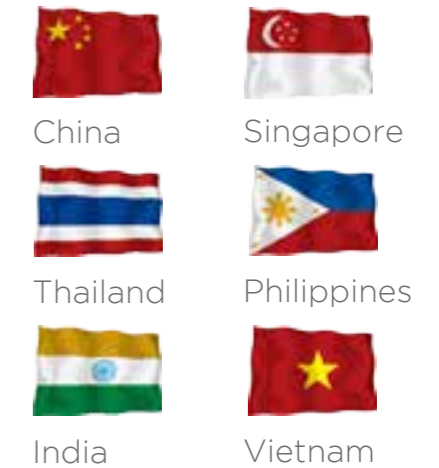 China
Singapore
Thailand
Philippines
India
Vietnam